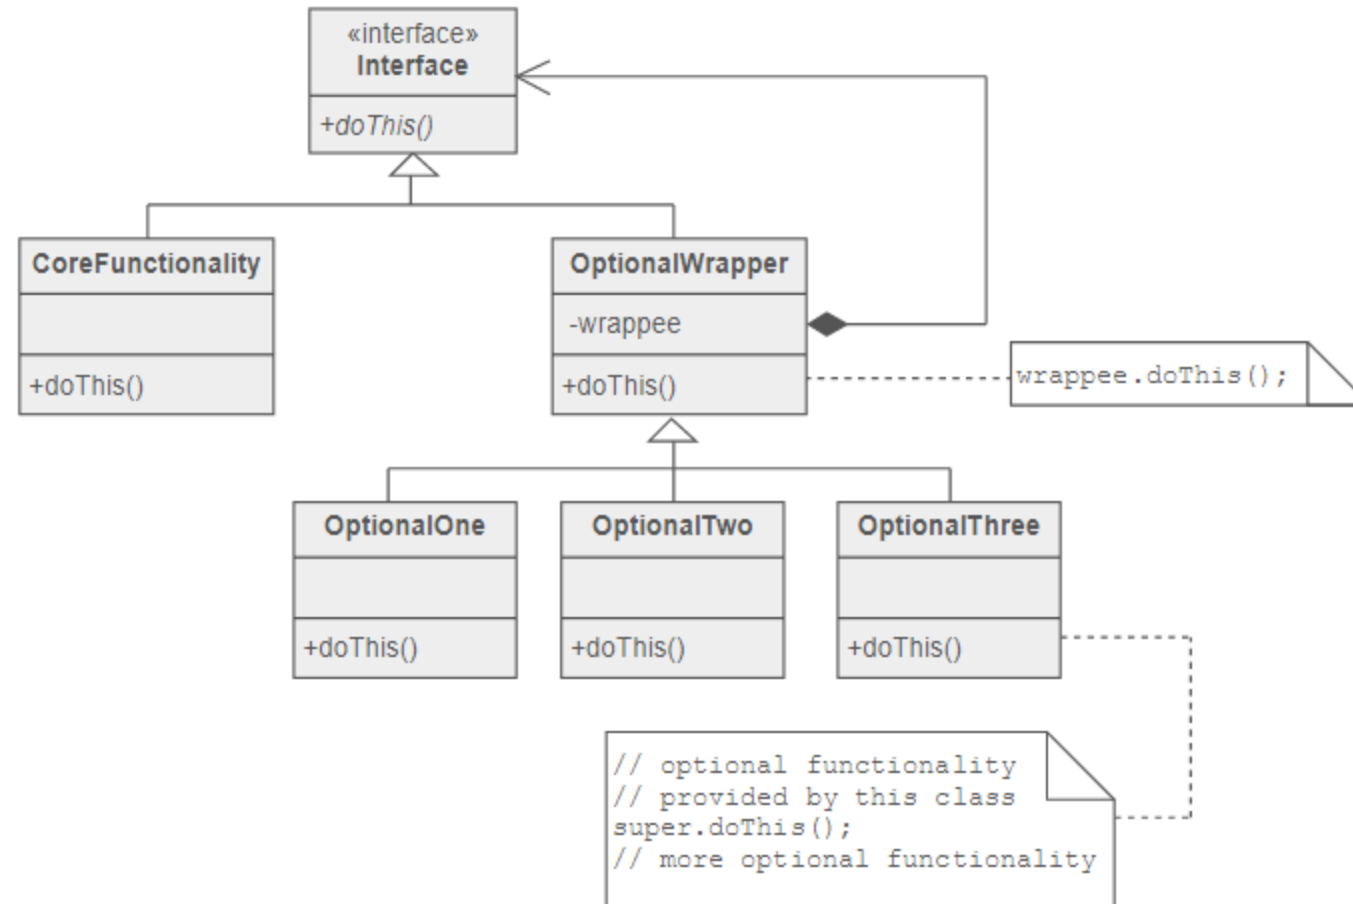 «interface»
Interface
+doThis()
CoreFunctionality
+doThis()
OptionalWrapper
-wrappee
+doThis()
wrappee.doThis();
OptionalOne
+doThis()
OptionalTwo
+doThis()
OptionalThree
+doThis()
// optional functionality
// provided by this class
super.doThis();
// more optional functionality